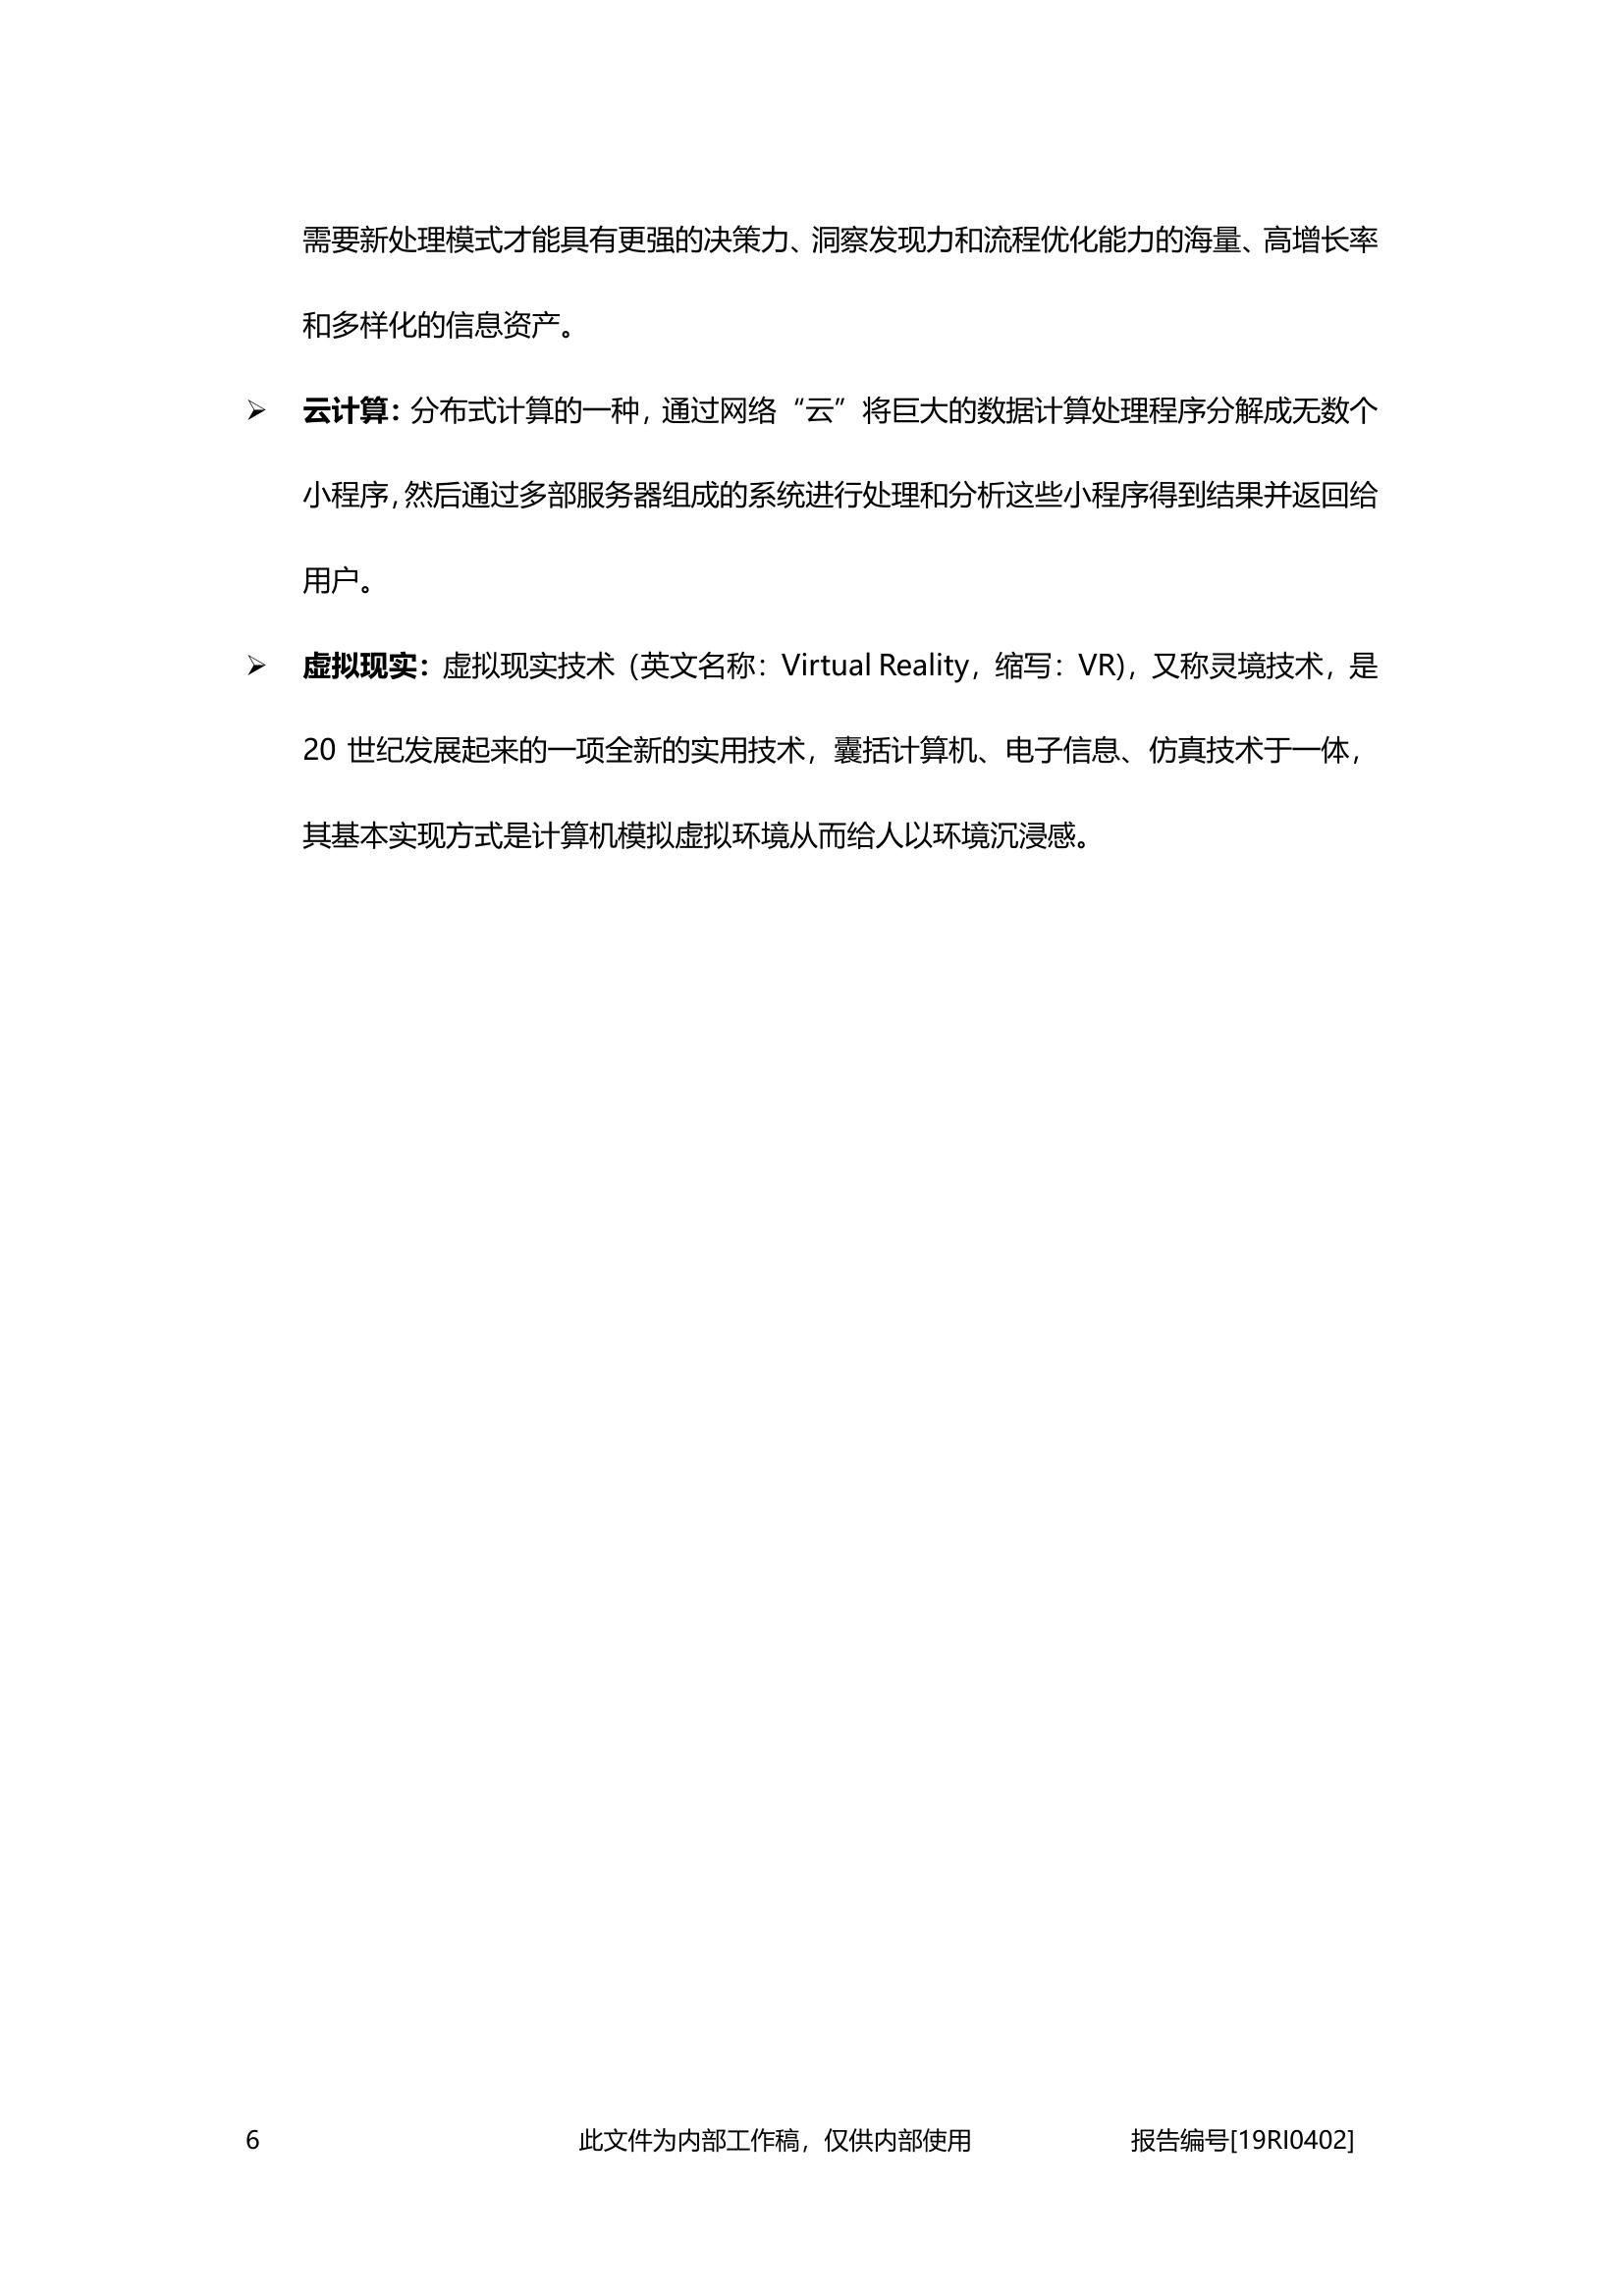 需要新处理模式才能具有更强的决策力、洞察发现力和流程优化能力的海量、高增长率
和多样化的信息资产。
➢ 云计算：分布式计算的一种，通过网络“云”将巨大的数据计算处理程序分解成无数个
小程序，然后通过多部服务器组成的系统进行处理和分析这些小程序得到结果并返回给
用户。
➢ 虚拟现实：虚拟现实技术（英文名称：Virtual Reality，缩写：VR)，又称灵境技术，是
20 世纪发展起来的一项全新的实用技术，囊括计算机、电子信息、仿真技术于一体，
其基本实现方式是计算机模拟虚拟环境从而给人以环境沉浸感。
6 此文件为内部工作稿，仅供内部使用 报告编号[19RI0402]